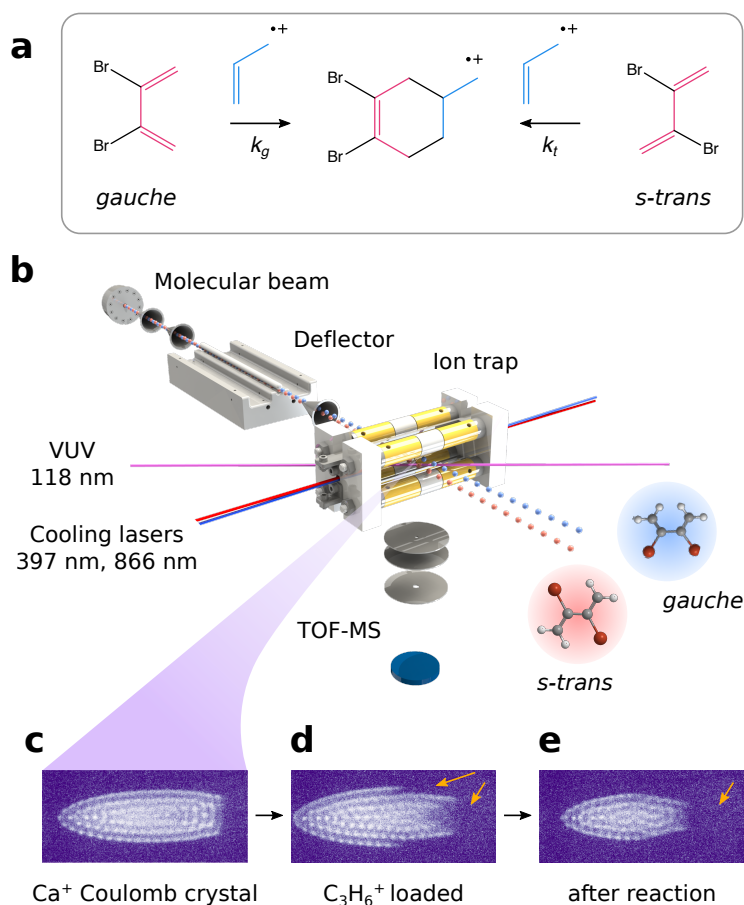 a
Br
Br
gauche
•+
k_g
Br
Br
•+
•+
k_t
Br
Br
s-trans
b
Molecular beam
Deflector
Ion trap
VUV
118 nm
Cooling lasers
397 nm, 866 nm
TOF-MS
gauche
s-trans
c
d
e
Ca⁺ Coulomb crystal
C₃H₆⁺ loaded
after reaction